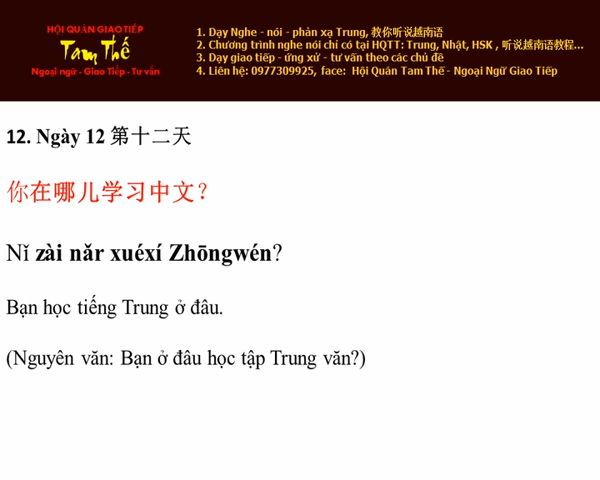 HỘI QUÁN GIAO TIẾP
Tam Thế
Ngoại ngữ - Giao Tiếp - Tư vấn
1. Dạy Nghe - nói - phản xạ Trung, 教你听说越南语
2. Chương trình nghe nói chỉ có tại HQTT: Trung, Nhật, HSK , 听说越南语教程...
3. Dạy giao tiếp - ứng xử - tư vấn theo các chủ đề
4. Liên hệ: 0977309925, face: Hội Quán Tam Thế - Ngoại Ngữ Giao Tiếp
12. Ngày 12 第十二天
你在哪儿学习中文？
Nǐ zài nǎr xuéxí Zhōngwén?
Bạn học tiếng Trung ở đâu.
(Nguyên văn: Bạn ở đâu học tập Trung văn?)